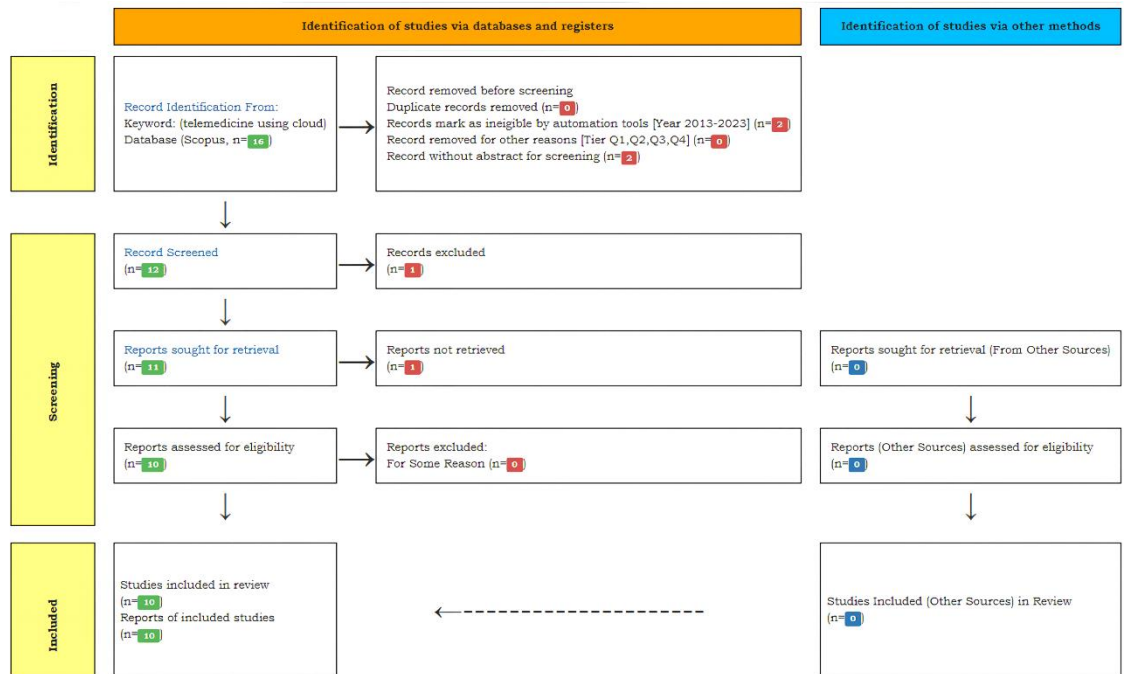 Identification of studies via databases and registers
Identification of studies via other methods
Identification
Record Identification From:
Keyword: (telemedicine using cloud)
Database (Scopus, n=16)
Record removed before screening
Duplicate records removed (n=0)
Records mark as ineigible by automation tools [Year 2013-2023] (n=2)
Record removed for other reasons [Tier Q1,Q2,Q3,Q4] (n=0)
Record without abstract for screening (n=2)
Screening
Record Screened
(n=12)
Records excluded
(n=1)
Reports sought for retrieval
(n=11)
Reports not retrieved
(n=1)
Reports sought for retrieval (From Other Sources)
(n=0)
Reports assessed for eligibility
(n=10)
Reports excluded:
For Some Reason (n=0)
Reports (Other Sources) assessed for eligibility
(n=0)
Included
Studies included in review
(n=10)
Reports of included studies
(n=10)
Studies Included (Other Sources) in Review
(n=0)